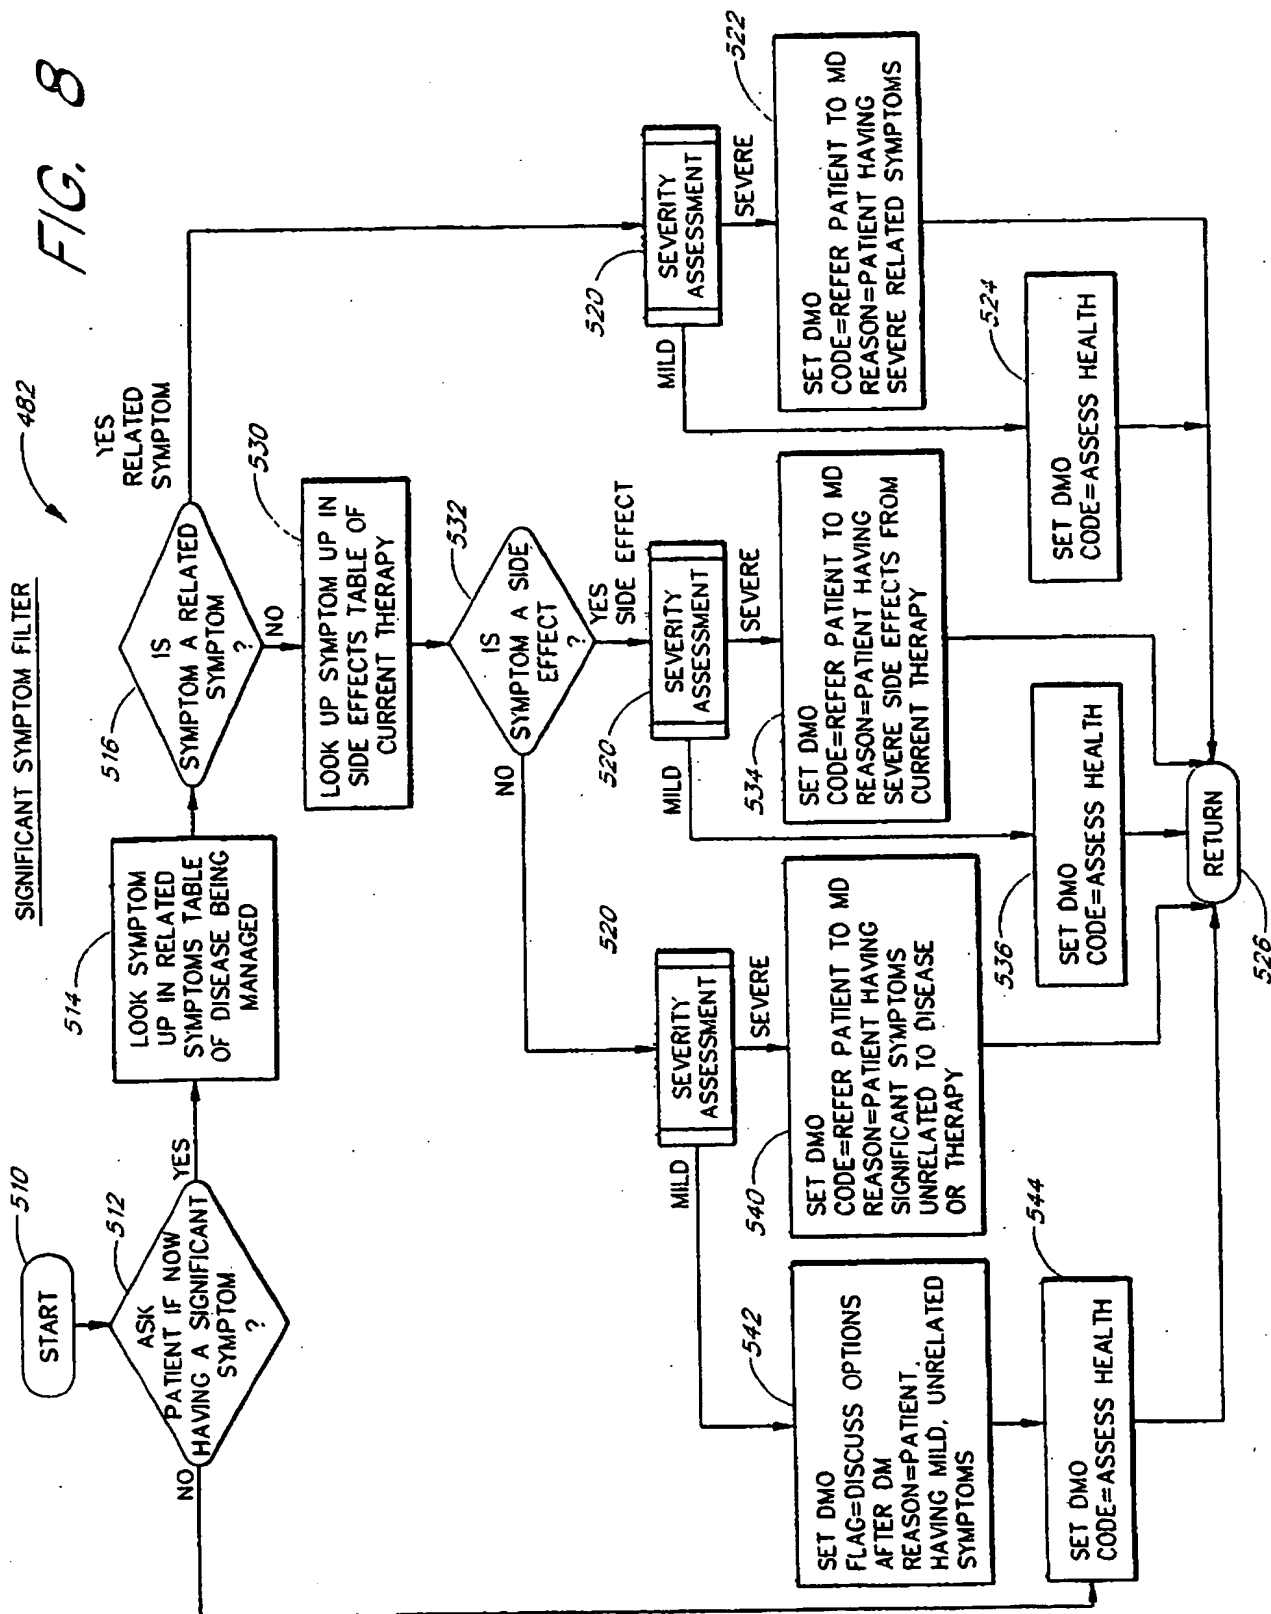 FIG. 8
SIGNIFICANT SYMPTOM FILTER
482
510
START
512
ASK
PATIENT IF NOW
HAVING A SIGNIFICANT
SYMPTOM
?
NO
YES
514
LOOK SYMPTOM
UP IN RELATED
SYMPTOMS TABLE
OF DISEASE BEING
MANAGED
516
IS
SYMPTOM A RELATED
SYMPTOM
?
YES
RELATED
SYMPTOM
NO
530
LOOK UP SYMPTOM UP IN
SIDE EFFECTS TABLE OF
CURRENT THERAPY
532
IS
SYMPTOM A SIDE
EFFECT
?
NO
YES
SIDE EFFECT
520
SEVERITY
ASSESSMENT
MILD
SEVERE
520
SEVERITY
ASSESSMENT
MILD
SEVERE
520
SEVERITY
ASSESSMENT
MILD
SEVERE
542
SET DMO
FLAG=DISCUSS OPTIONS
AFTER DM
REASON=PATIENT.
HAVING MILD, UNRELATED
SYMPTOMS
540
SET DMO
CODE=REFER PATIENT TO MD
REASON=PATIENT HAVING
SIGNIFICANT SYMPTOMS
UNRELATED TO DISEASE
OR THERAPY
534
SET DMO
CODE=REFER PATIENT TO MD
REASON=PATIENT HAVING
SEVERE SIDE EFFECTS FROM
CURRENT THERAPY
522
SET DMO
CODE=REFER PATIENT TO MD
REASON=PATIENT HAVING
SEVERE RELATED SYMPTOMS
544
SET DMO
CODE=ASSESS HEALTH
536
SET DMO
CODE=ASSESS HEALTH
524
SET DMO
CODE=ASSESS HEALTH
RETURN
526